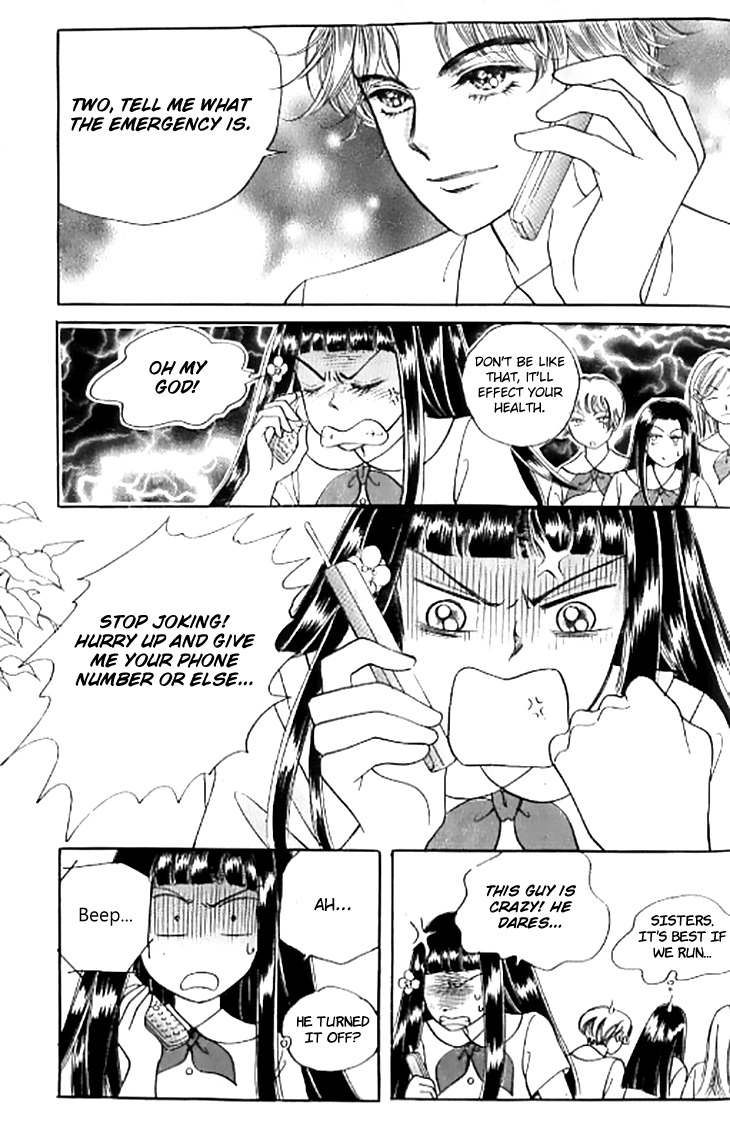 TWO, TELL ME WHAT
THE EMERGENCY IS.
OH MY
GOD!
DON'T BE LIKE
THAT, IT'LL
EFFECT YOUR
HEALTH.
STOP JOKING!
HURRY UP AND GIVE
ME YOUR PHONE
NUMBER OR ELSE...
Beep...
AH...
HE TURNED
IT OFF?
THIS GUY IS
CRAZY! HE
DARES...
SISTERS.
IT'S BEST IF
WE RUN...